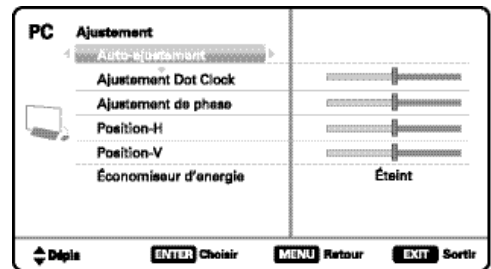 PC Ajustement
Auto-ajustement
Ajustement Dot Clock
Ajustement de phase
Position-H
Position-V
Économiseur d'energie Éteint
Dépla ENTER Choisir MENU Retour EXIT Sortir